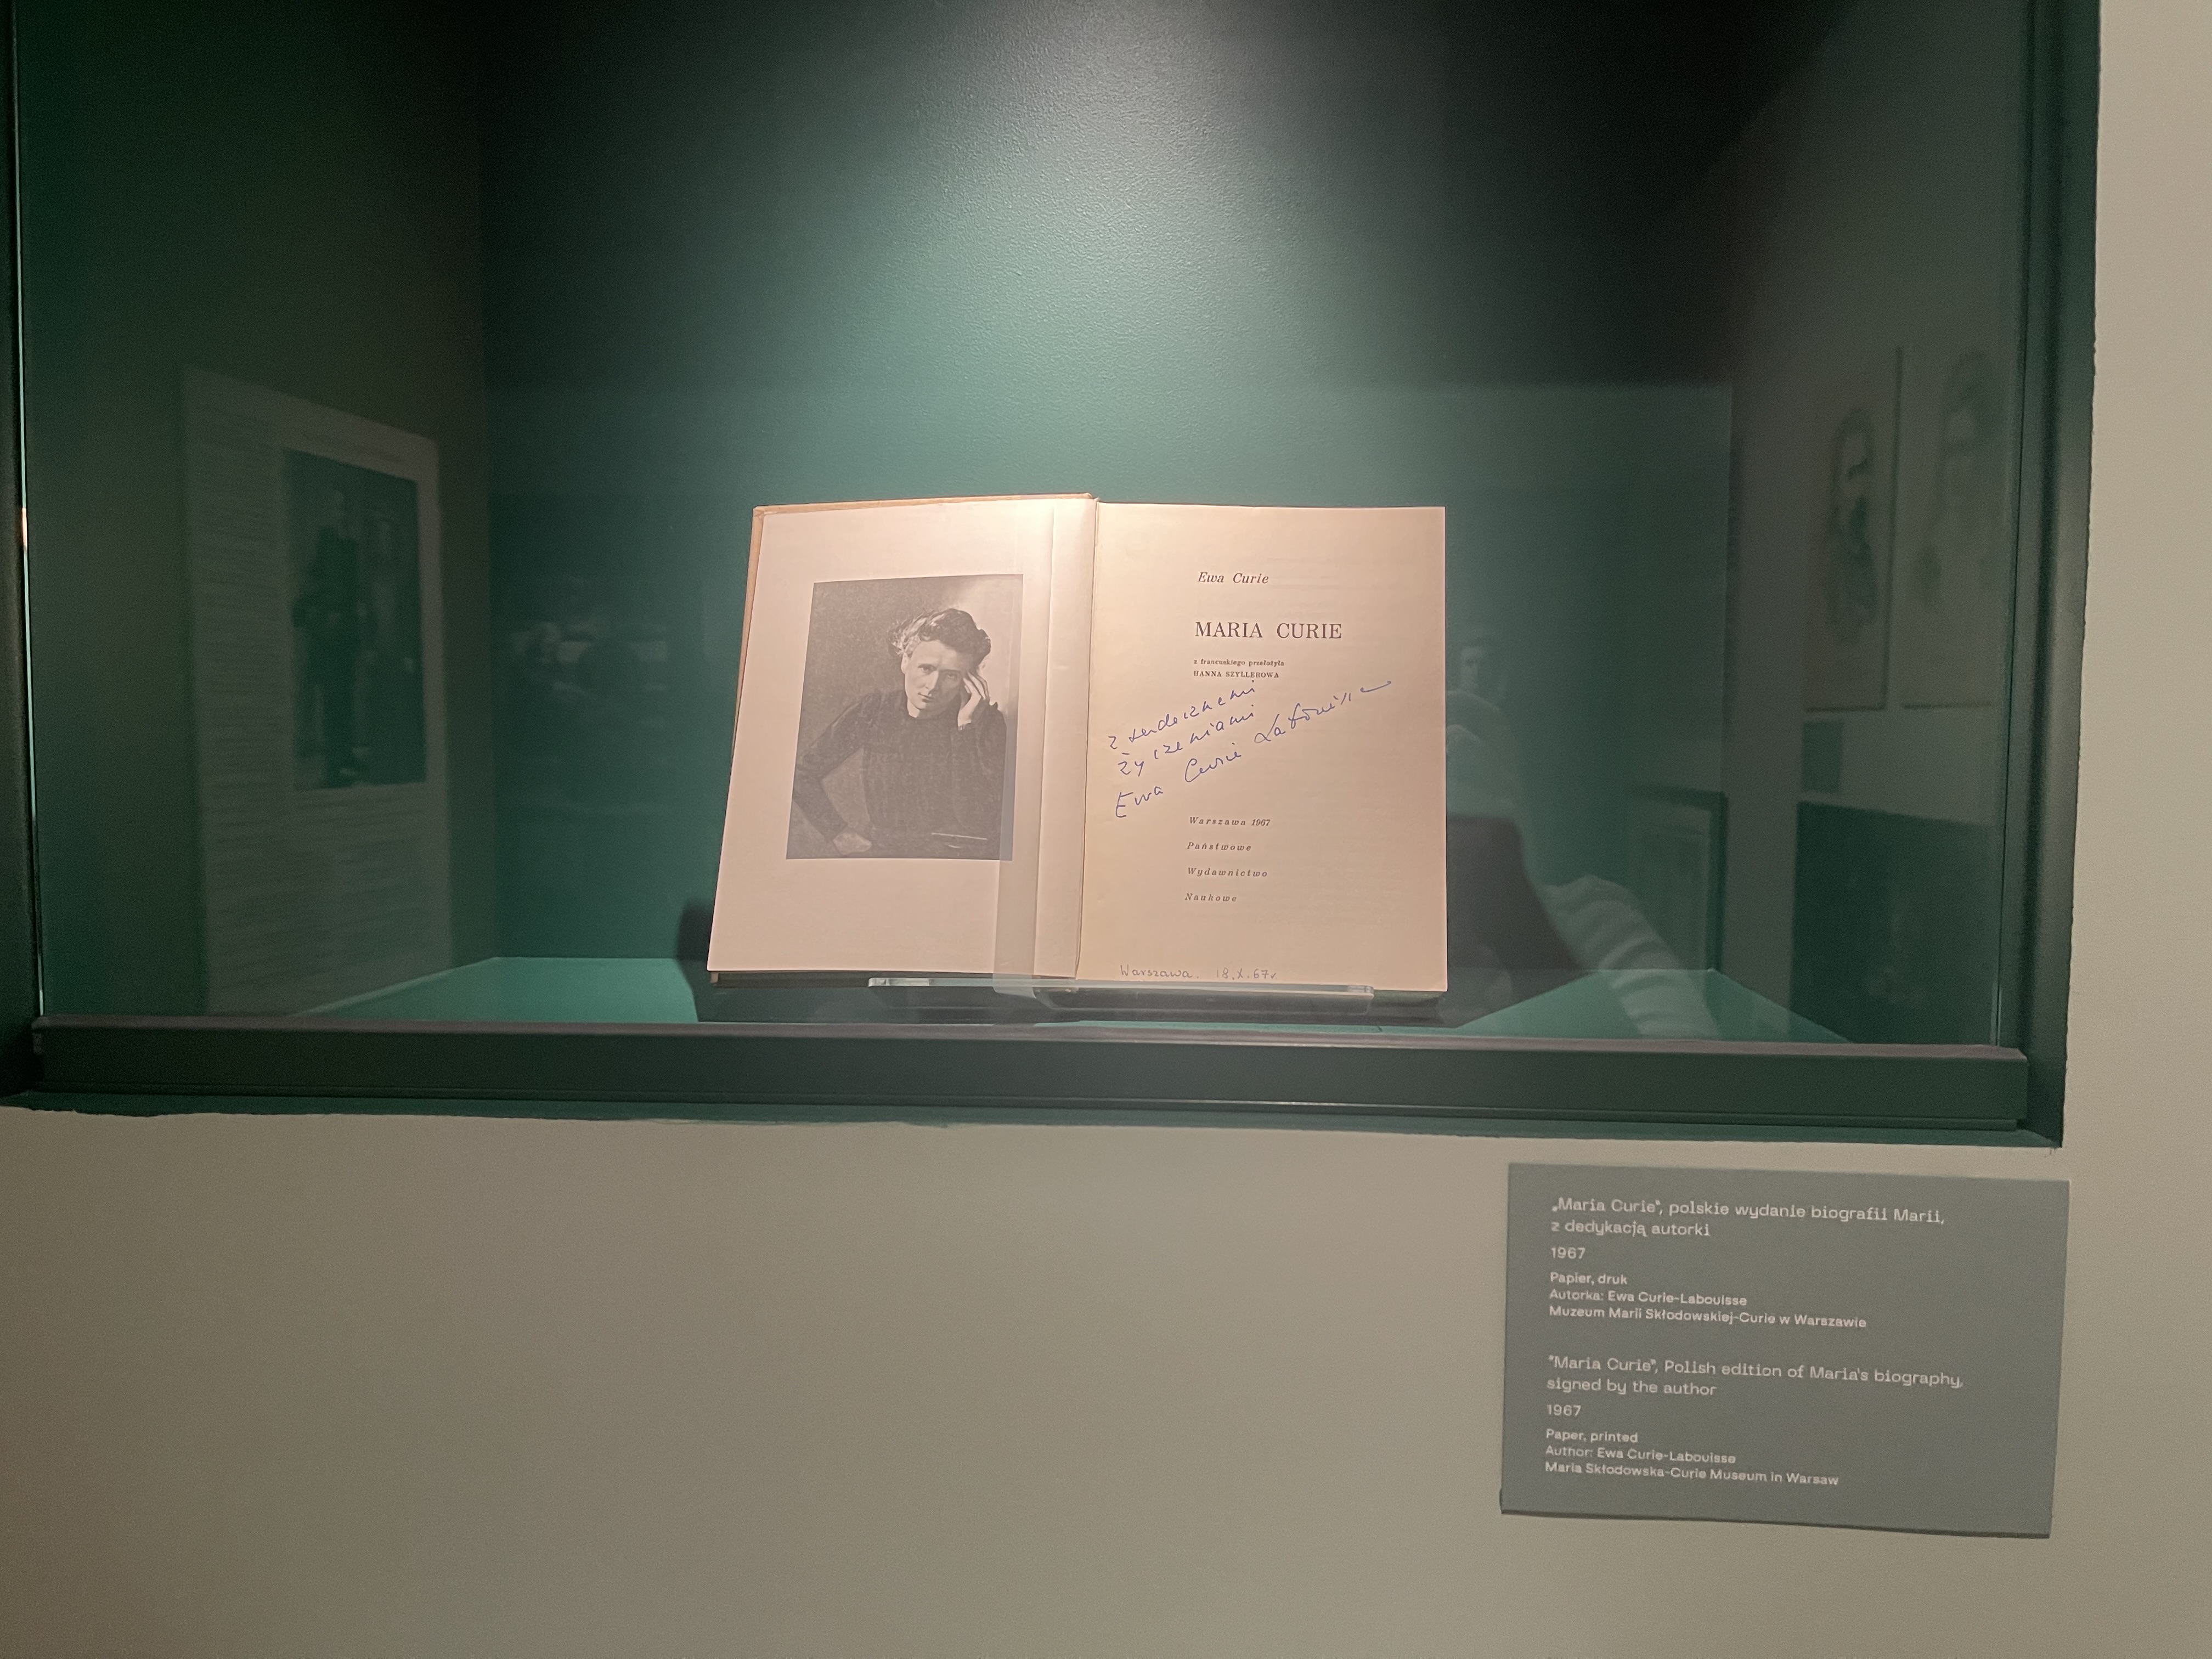 Ewa Curie
MARIA CURIE
z francuskiego przełożyła
HANNA SZYLLEROWA
z serdecznemi
życzeniami
Ewa Curie Labouisse
Warszawa 1967
Państwowe
Wydawnictwo
Naukowe
Warszawa. 18.X.67r
„Maria Curie”, polskie wydanie biografii Marii,
z dedykacją autorki
1967
Papier, druk
Autorka: Ewa Curie-Labouisse
Muzeum Marii Skłodowskiej-Curie w Warszawie
"Maria Curie", Polish edition of Maria's biography,
signed by the author
1967
Paper, printed
Author: Ewa Curie-Labouisse
Maria Skłodowska-Curie Museum in Warsaw